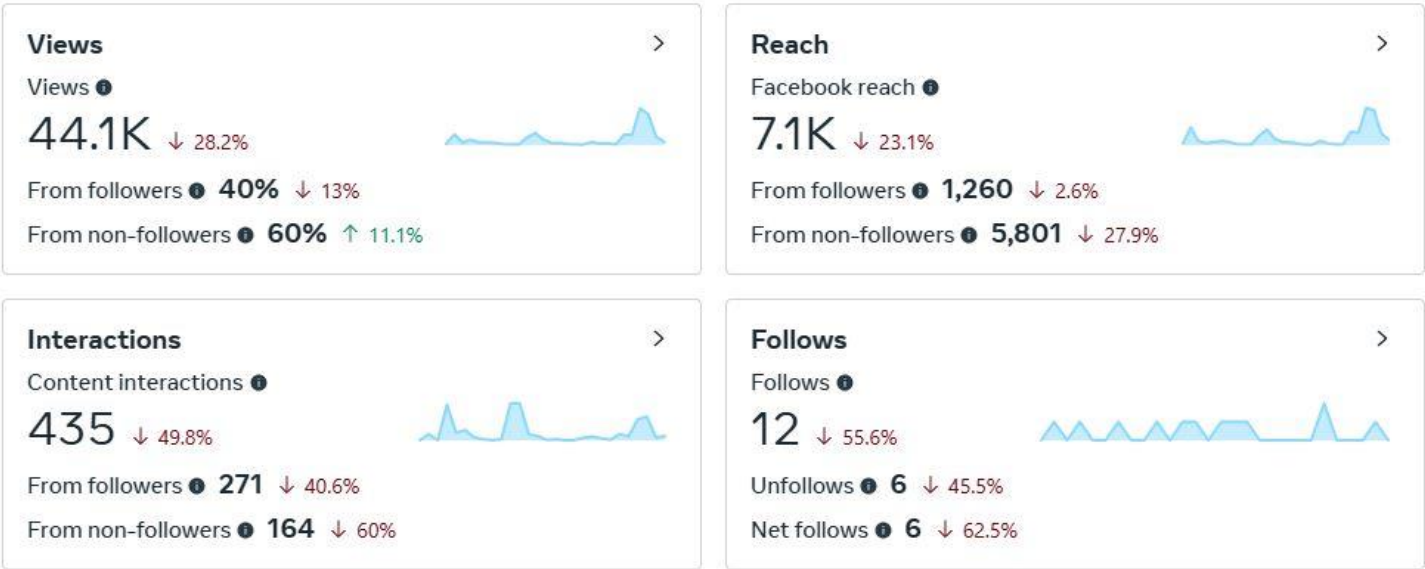 Views
Views
44.1K ↓ 28.2%
From followers 40% ↓ 13%
From non-followers 60% ↑ 11.1%
Reach
Facebook reach
7.1K ↓ 23.1%
From followers 1,260 ↓ 2.6%
From non-followers 5,801 ↓ 27.9%
Interactions
Content interactions
435 ↓ 49.8%
From followers 271 ↓ 40.6%
From non-followers 164 ↓ 60%
Follows
Follows
12 ↓ 55.6%
Unfollows 6 ↓ 45.5%
Net follows 6 ↓ 62.5%